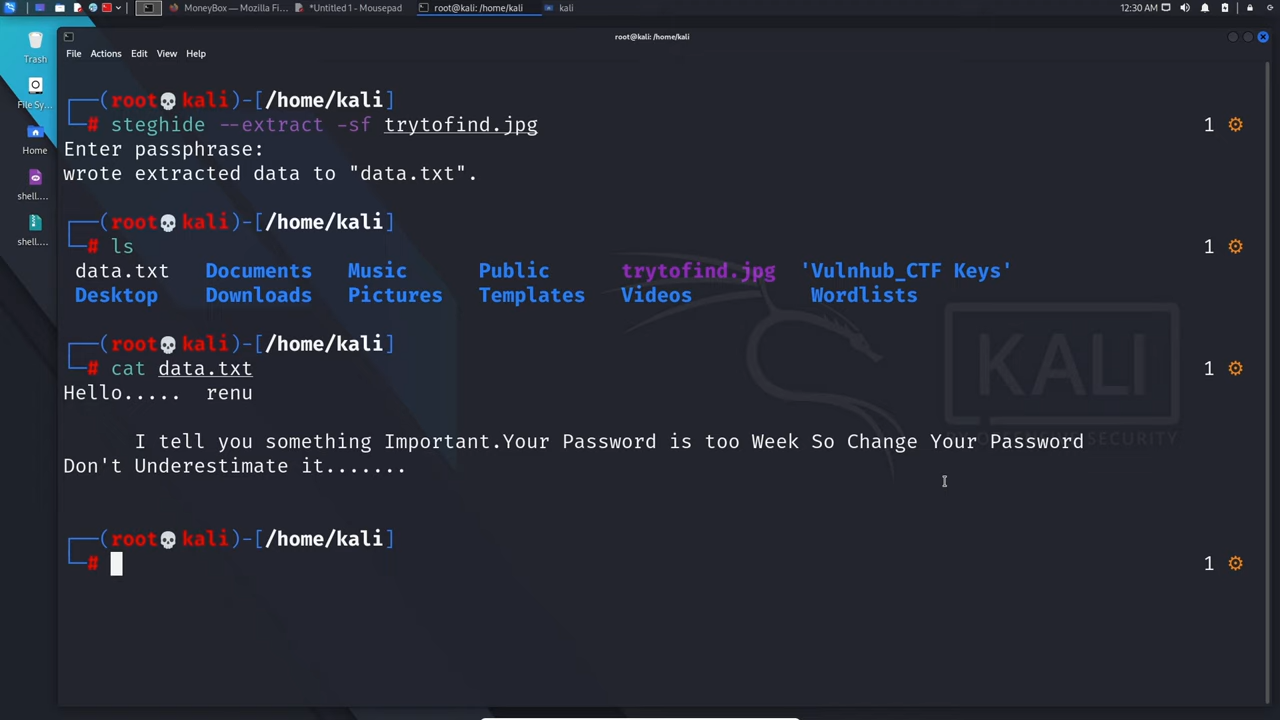 MoneyBox — Mozilla Fi...
*Untitled 1 - Mousepad
root@kali: /home/kali
kali
12:30 AM
root@kali: /home/kali
File Actions Edit View Help
Trash
File Sy...
Home
shell....
shell....
(root💀kali)-[/home/kali]
# steghide --extract -sf trytofind.jpg 1
Enter passphrase:
wrote extracted data to "data.txt".
(root💀kali)-[/home/kali]
# ls 1
data.txt Documents Music Public trytofind.jpg 'Vulnhub_CTF Keys'
Desktop Downloads Pictures Templates Videos Wordlists
(root💀kali)-[/home/kali]
# cat data.txt 1
Hello..... renu
I tell you something Important.Your Password is too Week So Change Your Password
Don't Underestimate it.......
(root💀kali)-[/home/kali]
# 1
KALI